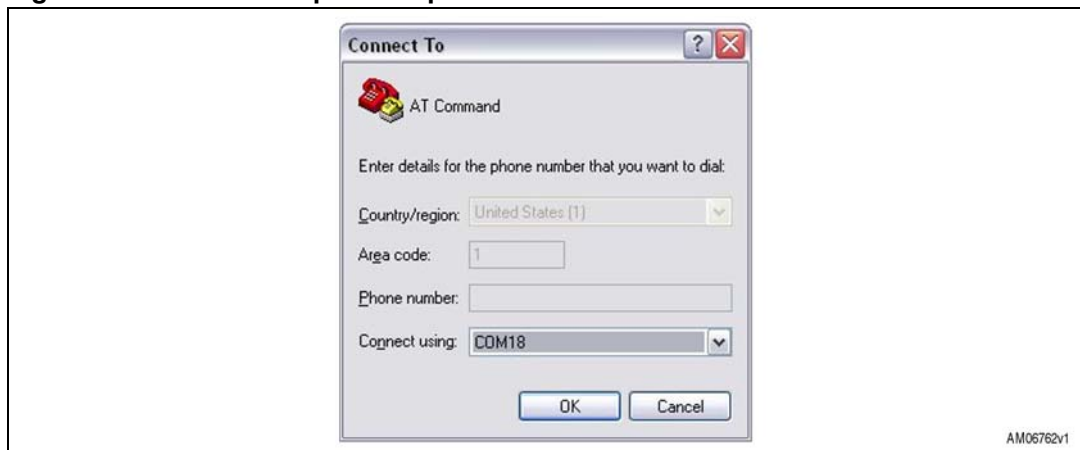 Connect To
AT Command
Enter details for the phone number that you want to dial:
Country/region: United States (1)
Area code: 1
Phone number:
Connect using: COM18
OK Cancel
AM06762v1